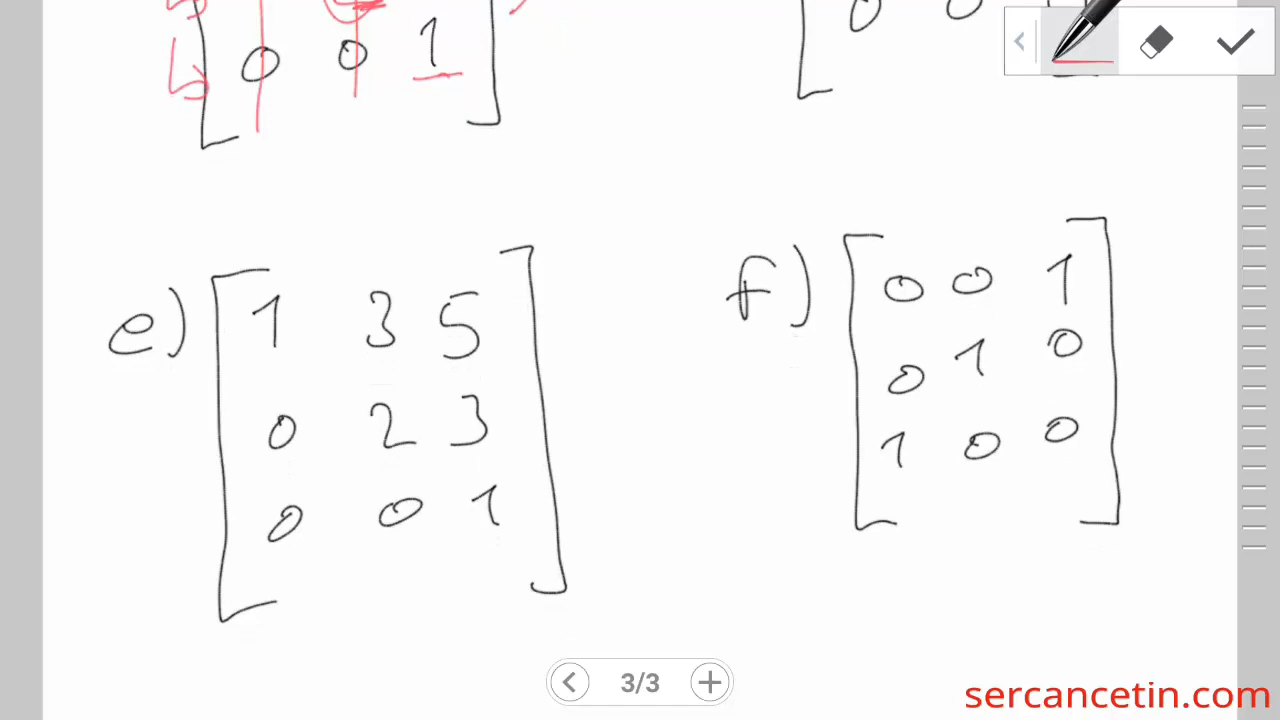 0 0 1
e) 1 3 5
0 2 3
0 0 1
f) 0 0 1
0 1 0
1 0 0
3/3
sercancetin.com